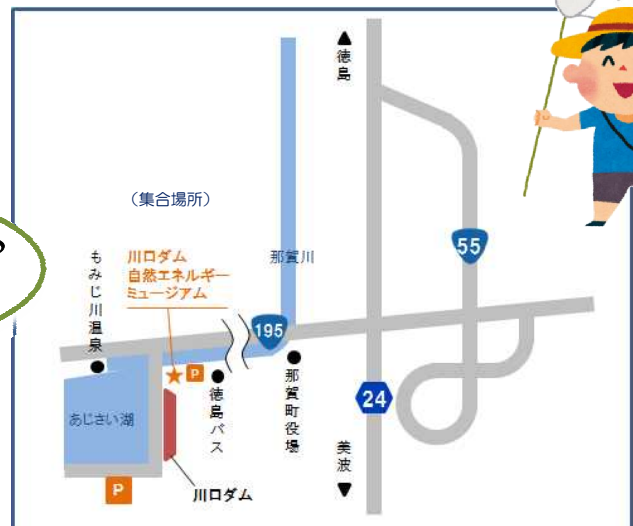 徳島
（集合場所）
那賀川
55
もみじ川温泉
川口ダム
自然エネルギー
ミュージアム
195
P
徳島バス
那賀町役場
24
あじさい湖
美波
P
川口ダム